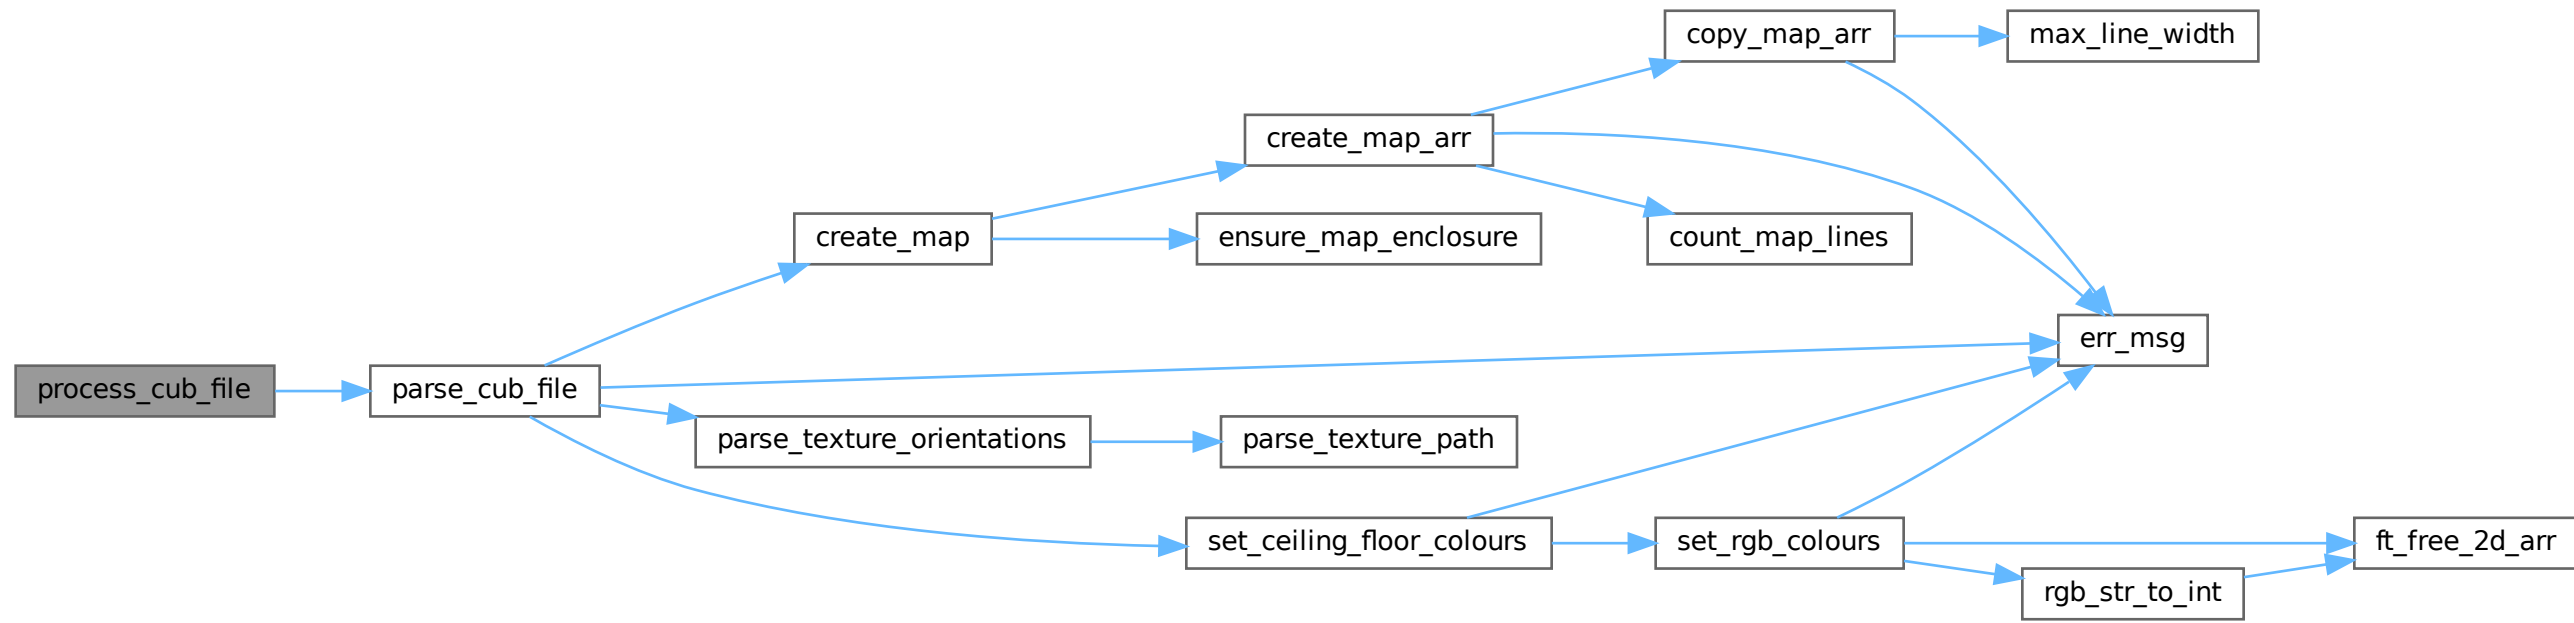 copy_map_arr
max_line_width
create_map_arr
create_map
ensure_map_enclosure
count_map_lines
err_msg
process_cub_file
parse_cub_file
parse_texture_orientations
parse_texture_path
set_ceiling_floor_colours
set_rgb_colours
ft_free_2d_arr
rgb_str_to_int